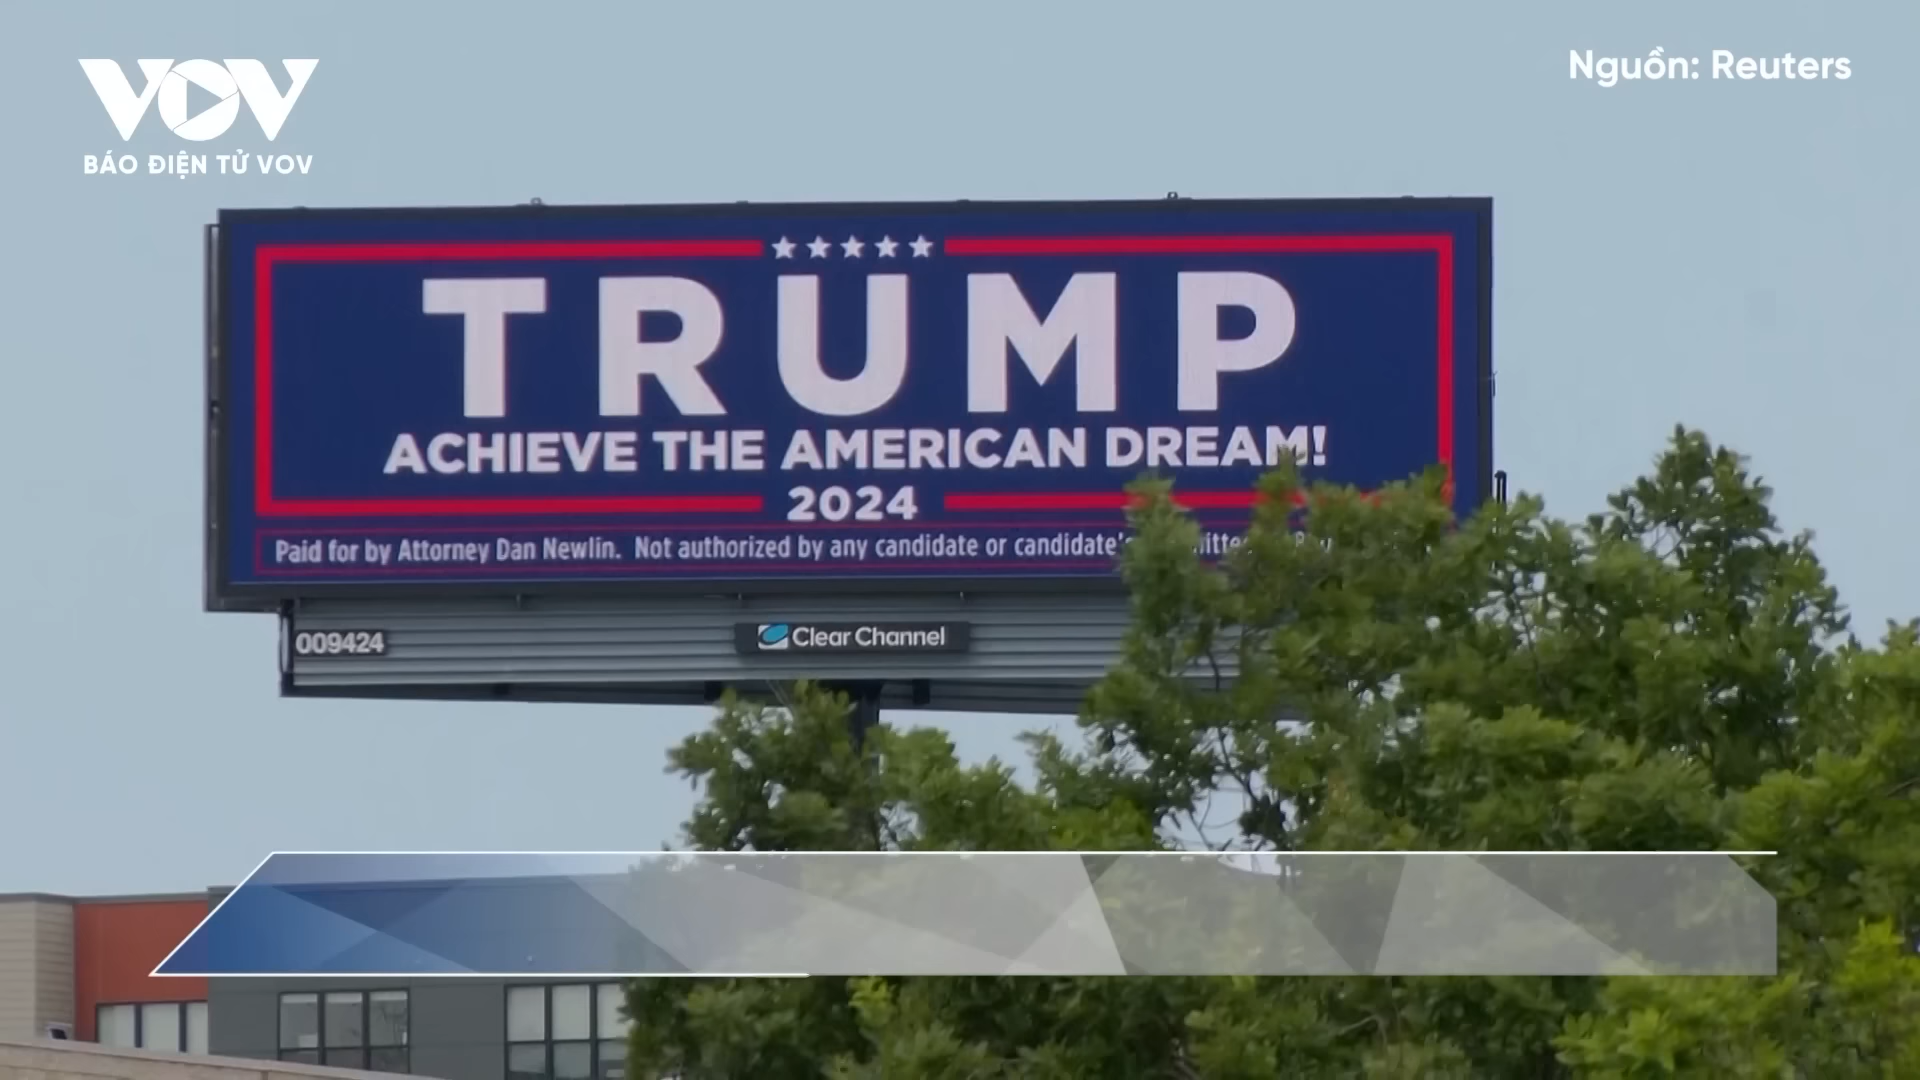 VOV
BÁO ĐIỆN TỬ VOV
Nguồn: Reuters
TRUMP
ACHIEVE THE AMERICAN DREAM!
2024
Paid for by Attorney Dan Newlin. Not authorized by any candidate or candidate's
009424
Clear Channel